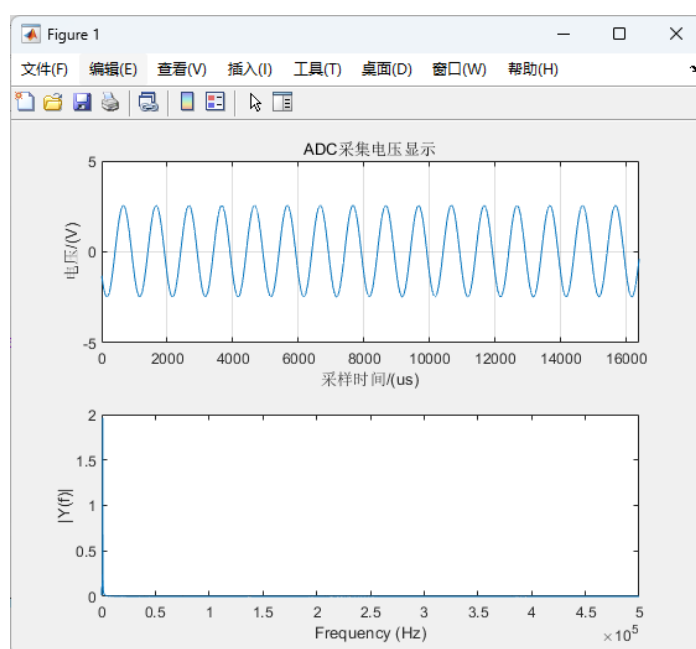 Figure 1
文件(F) 编辑(E) 查看(V) 插入(I) 工具(T) 桌面(D) 窗口(W) 帮助(H)
ADC采集电压显示
5
0
-5
电压/(V)
0 2000 4000 6000 8000 10000 12000 14000 16000
采样时间/(us)
2
1.5
1
0.5
0
|Y(f)|
0 0.5 1 1.5 2 2.5 3 3.5 4 4.5 5
Frequency (Hz)
×10^5